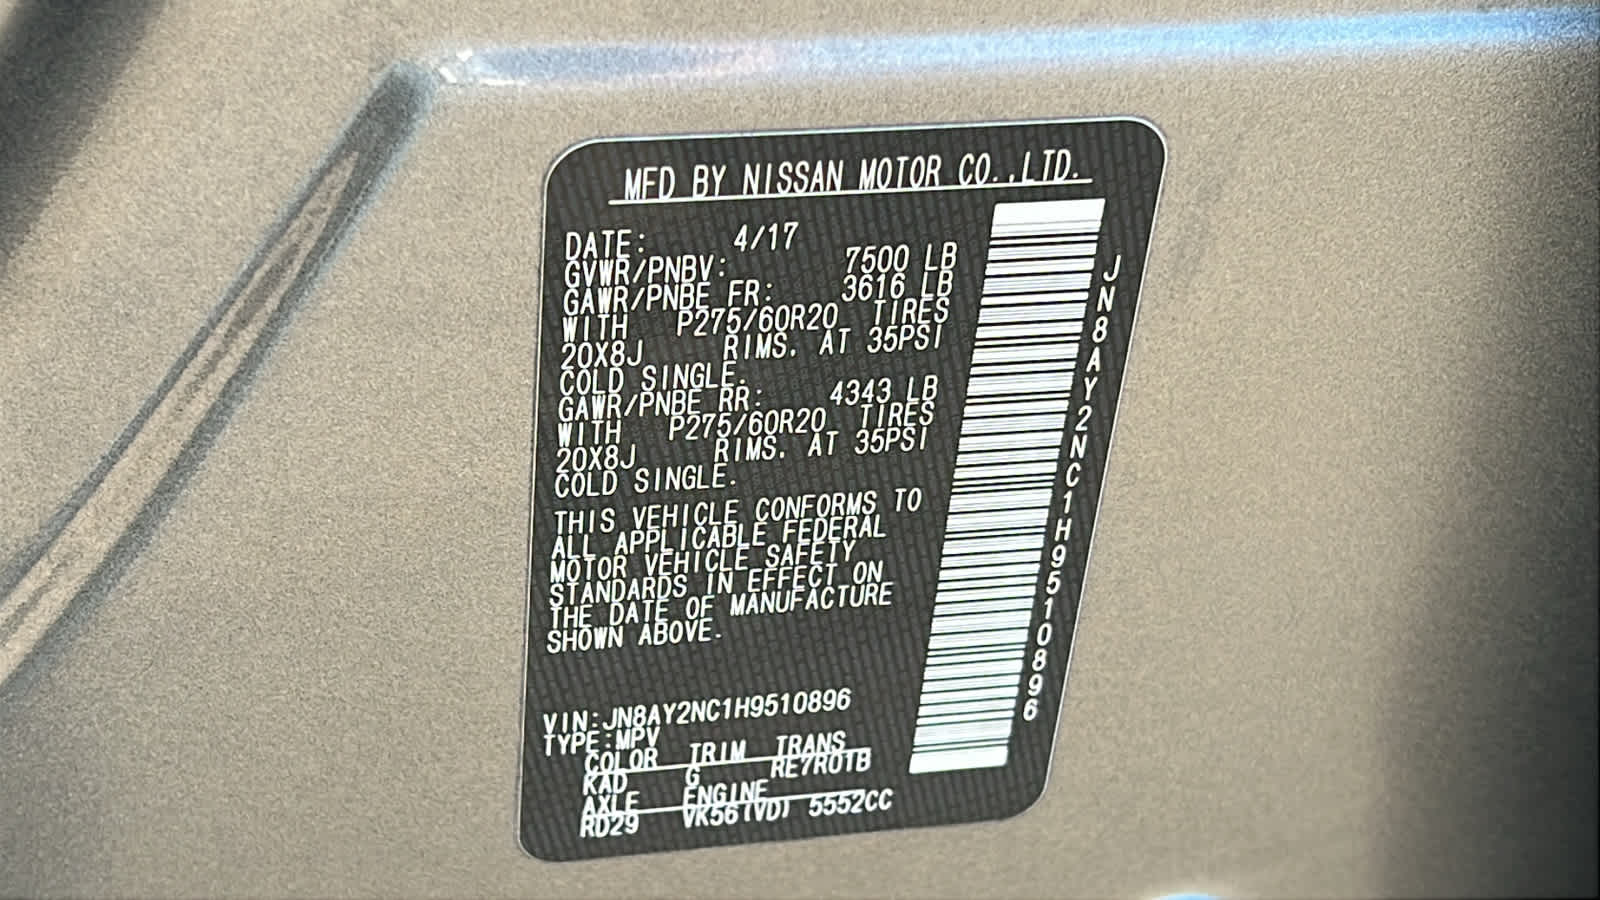 MFD BY NISSAN MOTOR CO.,LTD.
DATE: 4/17
GVWR/PNBV: 7500 LB
GAWR/PNBE FR: 3616 LB
WITH P275/60R20 TIRES
20X8J RIMS. AT 35PSI
COLD SINGLE.
GAWR/PNBE RR: 4343 LB
WITH P275/60R20 TIRES
20X8J RIMS. AT 35PSI
COLD SINGLE.
THIS VEHICLE CONFORMS TO
ALL APPLICABLE FEDERAL
MOTOR VEHICLE SAFETY
STANDARDS IN EFFECT ON
THE DATE OF MANUFACTURE
SHOWN ABOVE.
VIN:JN8AY2NC1H9510896
TYPE:MPV
COLOR TRIM TRANS
KAD G RE7R01B
AXLE ENGINE
RD29 VK56(VD) 5552CC
JN8AY2NC1H9510896